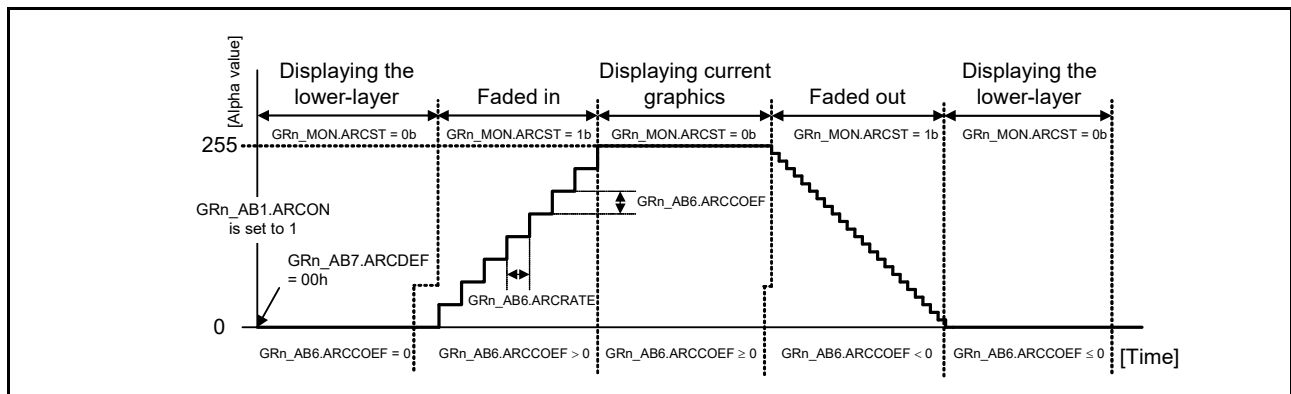 [Alpha value]
Displaying the
lower-layer
Faded in
Displaying current
graphics
Faded out
Displaying the
lower-layer
GRn_MON.ARCST = 0b
GRn_MON.ARCST = 1b
GRn_MON.ARCST = 0b
GRn_MON.ARCST = 1b
GRn_MON.ARCST = 0b
255
GRn_AB6.ARCCOEF
GRn_AB1.ARCON
is set to 1
GRn_AB7.ARCDEF
= 00h
GRn_AB6.ARCRATE
0
GRn_AB6.ARCCOEF = 0
GRn_AB6.ARCCOEF > 0
GRn_AB6.ARCCOEF ≥ 0
GRn_AB6.ARCCOEF < 0
GRn_AB6.ARCCOEF ≤ 0
[Time]